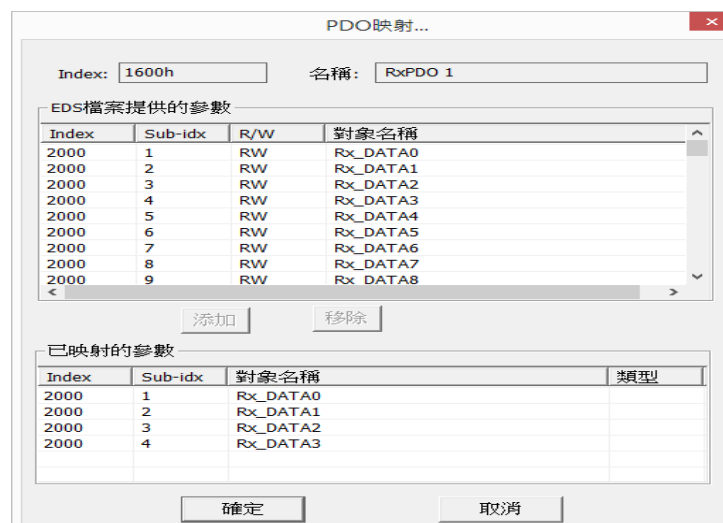 PDO映射...
×
Index: 1600h 名稱: RxPDO 1
EDS檔案提供的參數
Index Sub-idx R/W 對象名稱
2000 1 RW Rx_DATA0
2000 2 RW Rx_DATA1
2000 3 RW Rx_DATA2
2000 4 RW Rx_DATA3
2000 5 RW Rx_DATA4
2000 6 RW Rx_DATA5
2000 7 RW Rx_DATA6
2000 8 RW Rx_DATA7
2000 9 RW Rx_DATA8
添加 移除
已映射的參數
Index Sub-idx 對象名稱 類型
2000 1 Rx_DATA0
2000 2 Rx_DATA1
2000 3 Rx_DATA2
2000 4 Rx_DATA3
確定 取消